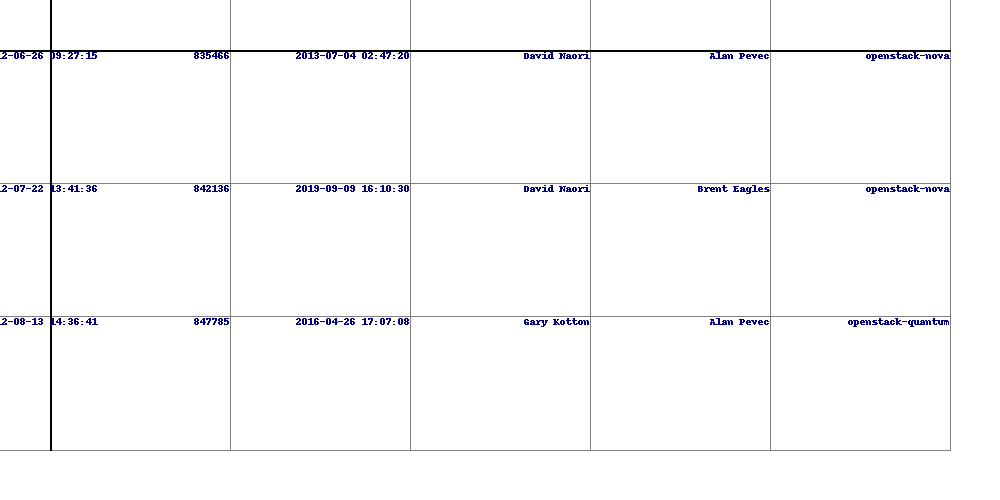 2-06-26 09:27:15 835466 2013-07-04 02:47:20 David Naori Alan Pevec openstack-nova
2-07-22 13:41:36 842136 2019-09-09 16:10:30 David Naori Brent Eagles openstack-nova
2-08-13 14:36:41 847785 2016-04-26 17:07:08 Gary Kotton Alan Pevec openstack-quantum